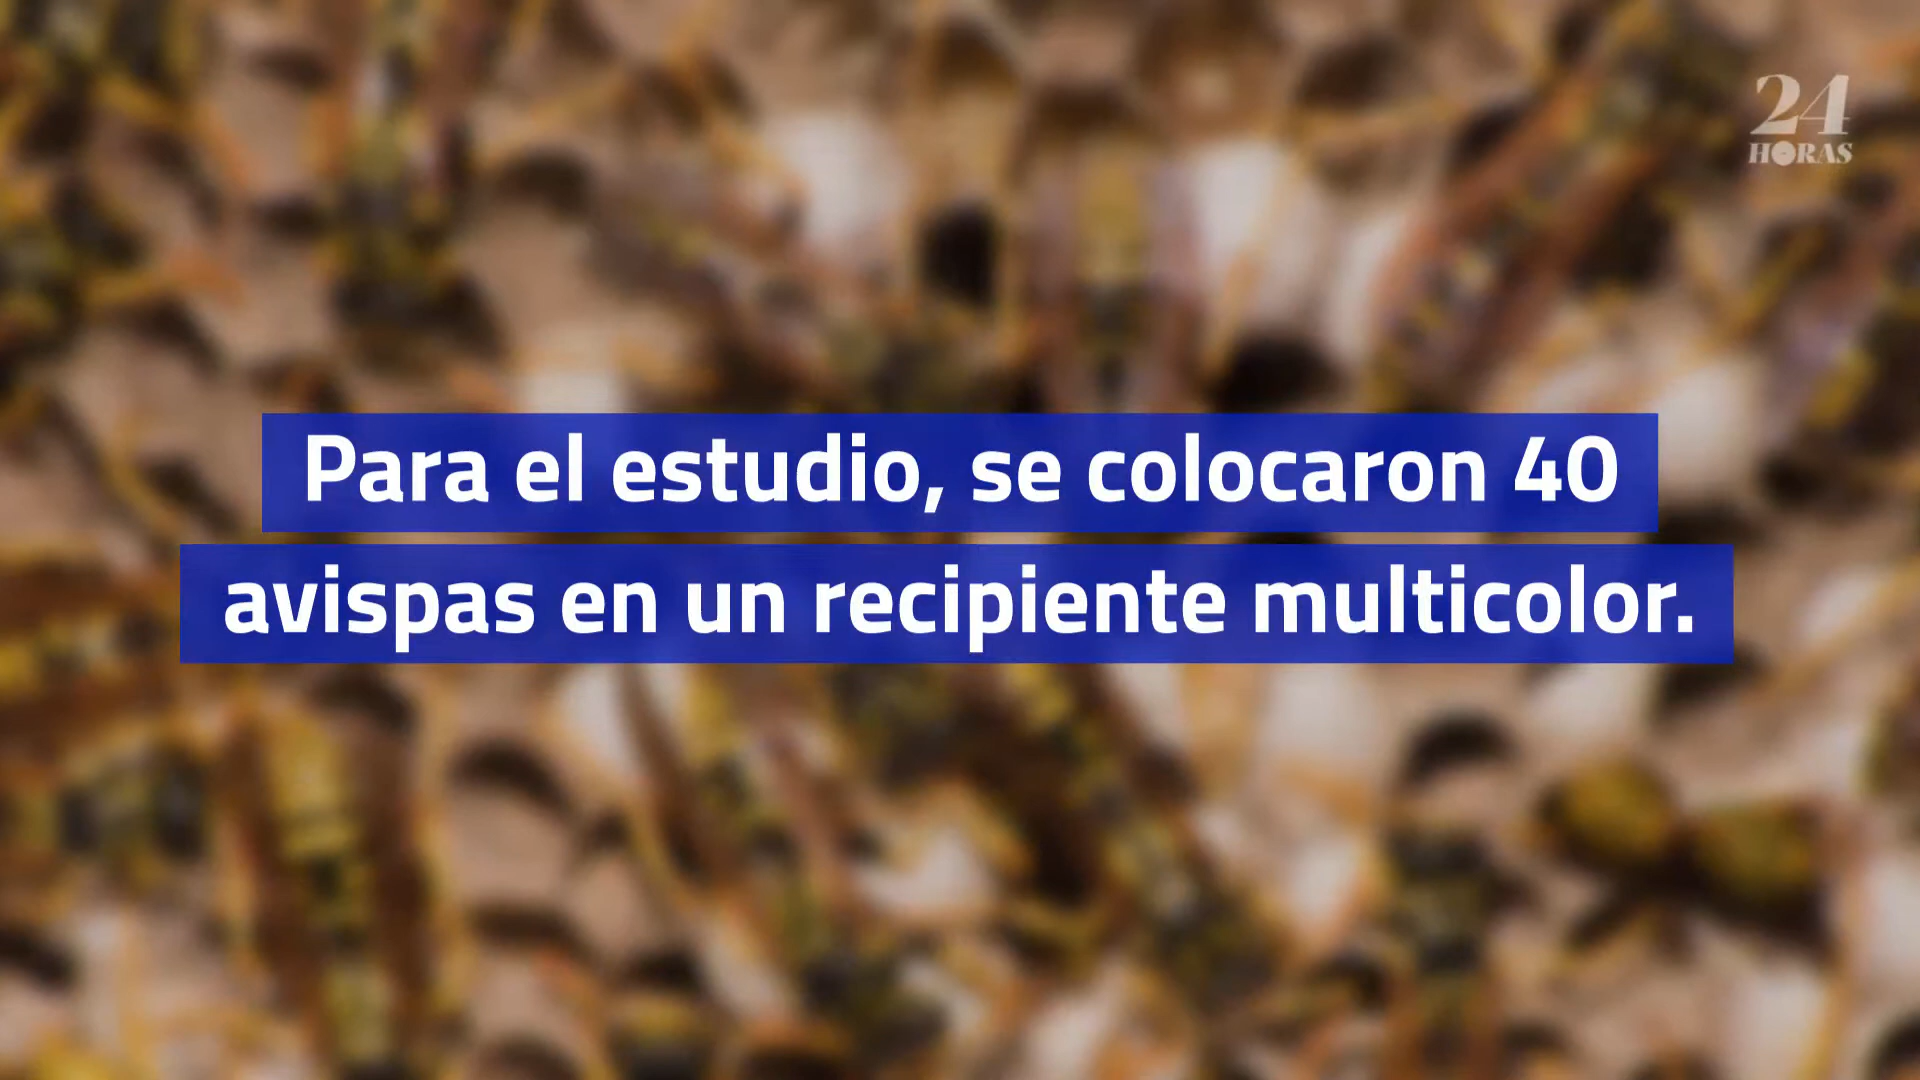 24
HORAS
Para el estudio, se colocaron 40
avispas en un recipiente multicolor.